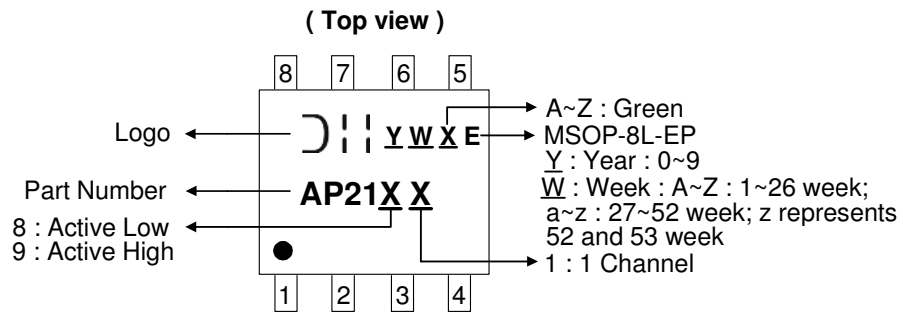 ( Top view )
8 7 6 5
Logo
Y W X E
A~Z : Green
MSOP-8L-EP
Y : Year : 0~9
W : Week : A~Z : 1~26 week;
a~z : 27~52 week; z represents
52 and 53 week
1 : 1 Channel
Part Number
AP21X X
8 : Active Low
9 : Active High
1 2 3 4